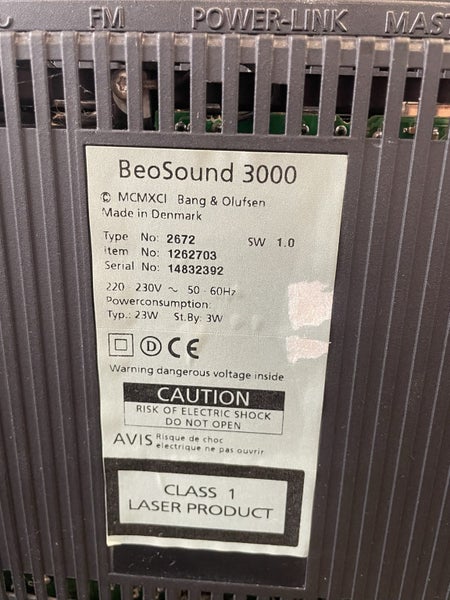 FM POWER-LINK MAST
BeoSound 3000
© MCMXCI Bang & Olufsen
Made in Denmark
Type No: 2672 SW 1.0
Item No: 1262703
Serial No: 14832392
220 - 230V ~ 50 - 60Hz
Powerconsumption:
Typ.: 23W St.By: 3W
D CE
Warning dangerous voltage inside
CAUTION
RISK OF ELECTRIC SHOCK
DO NOT OPEN
AVIS Risque de choc
electrique ne pas ouvrir
CLASS 1
LASER PRODUCT